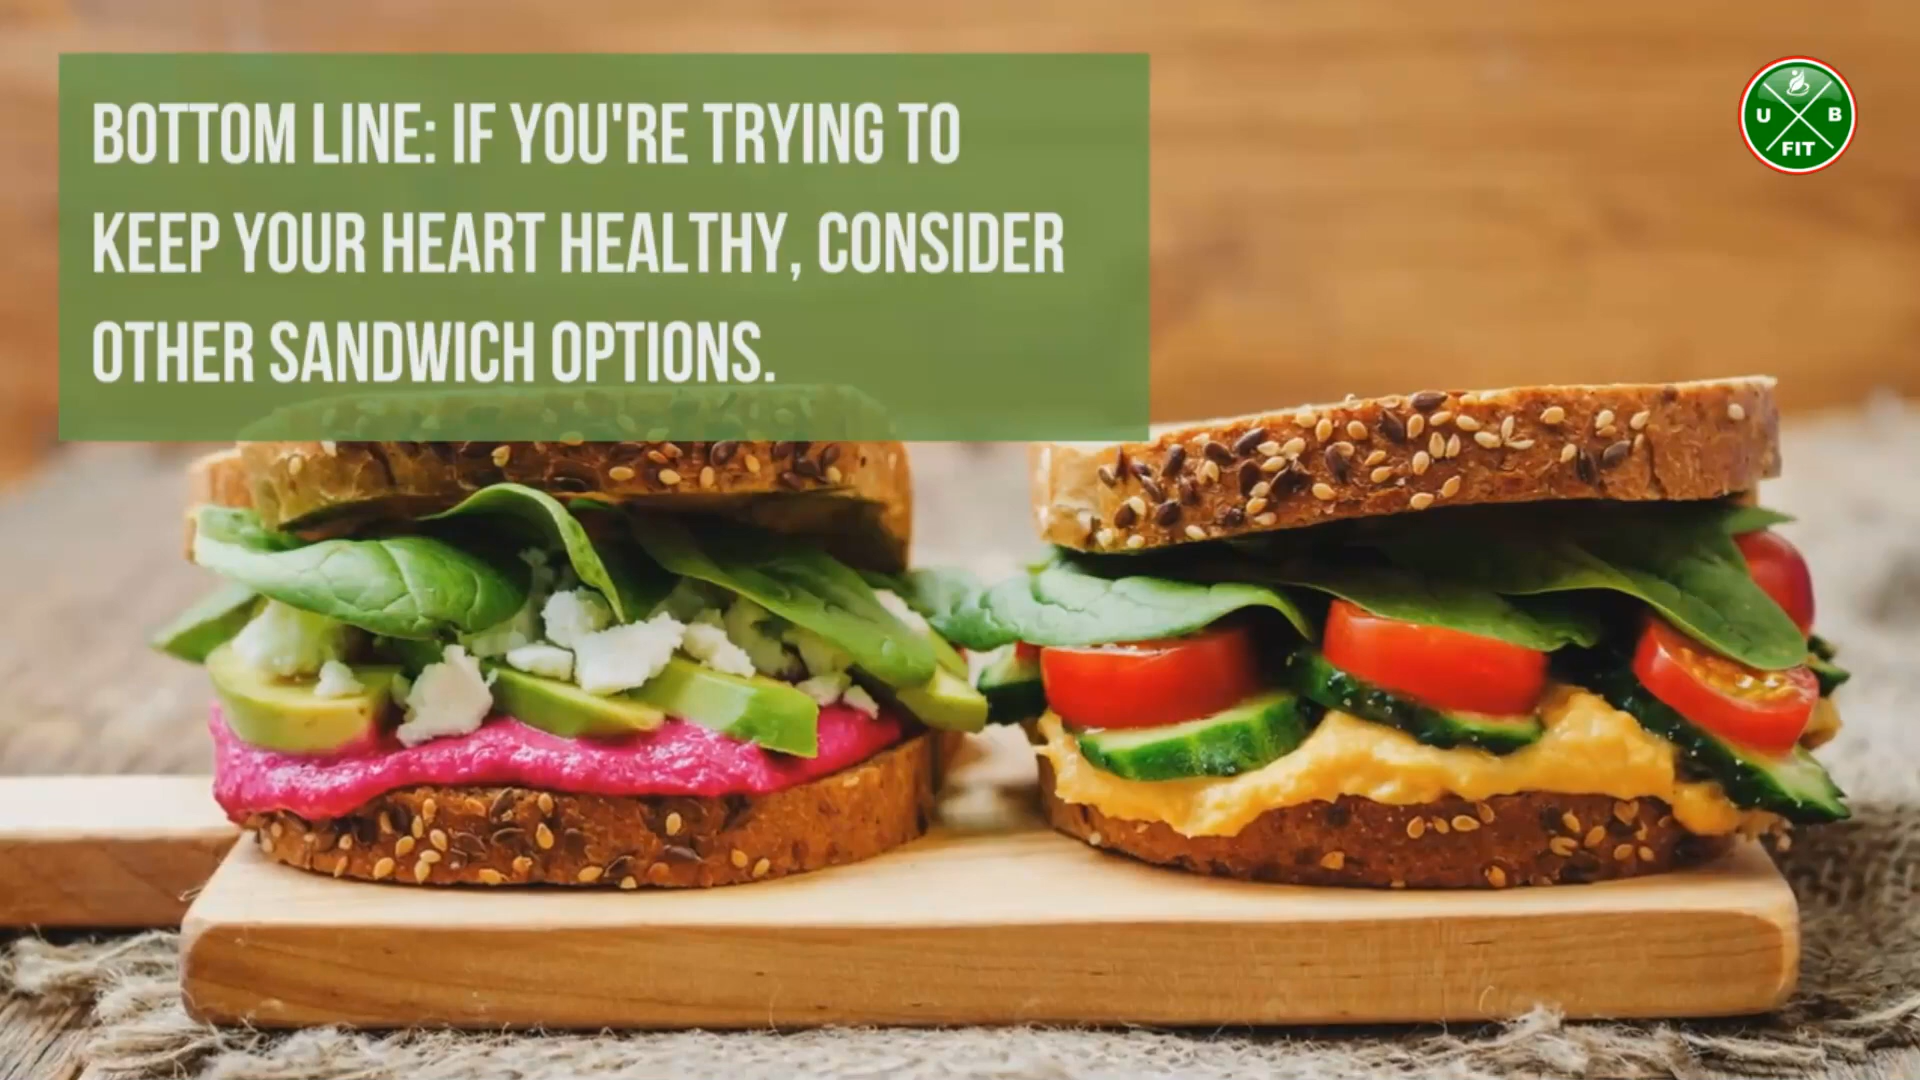 BOTTOM LINE: IF YOU'RE TRYING TO
KEEP YOUR HEART HEALTHY, CONSIDER
OTHER SANDWICH OPTIONS.
U B
FIT